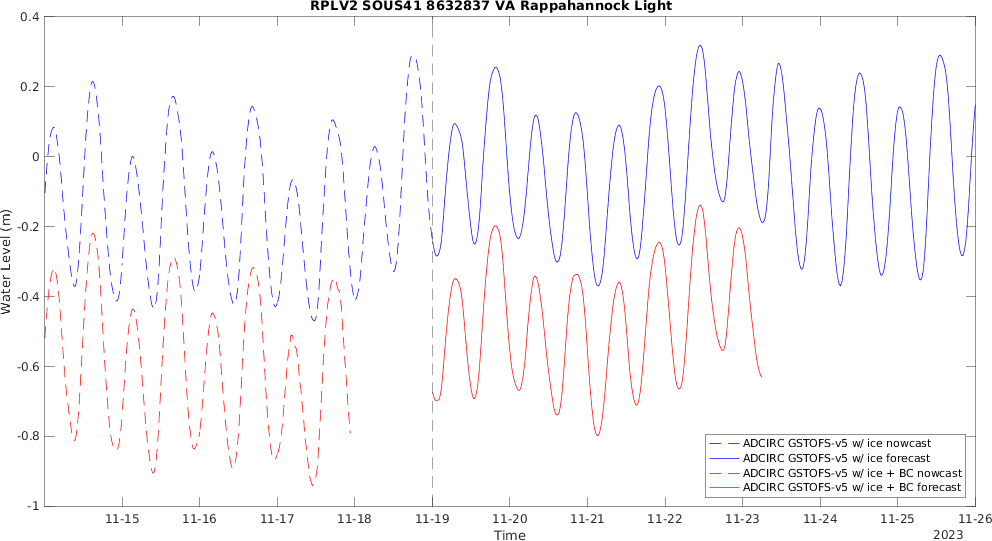 RPLV2 SOUS41 8632837 VA Rappahannock Light
0.4
0.2
0
-0.2
-0.4
-0.6
-0.8
-1
Water Level (m)
ADCIRC GSTOFS-v5 w/ ice nowcast
ADCIRC GSTOFS-v5 w/ ice forecast
ADCIRC GSTOFS-v5 w/ ice + BC nowcast
ADCIRC GSTOFS-v5 w/ ice + BC forecast
11-15 11-16 11-17 11-18 11-19 11-20 11-21 11-22 11-23 11-24 11-25 11-26
Time
2023